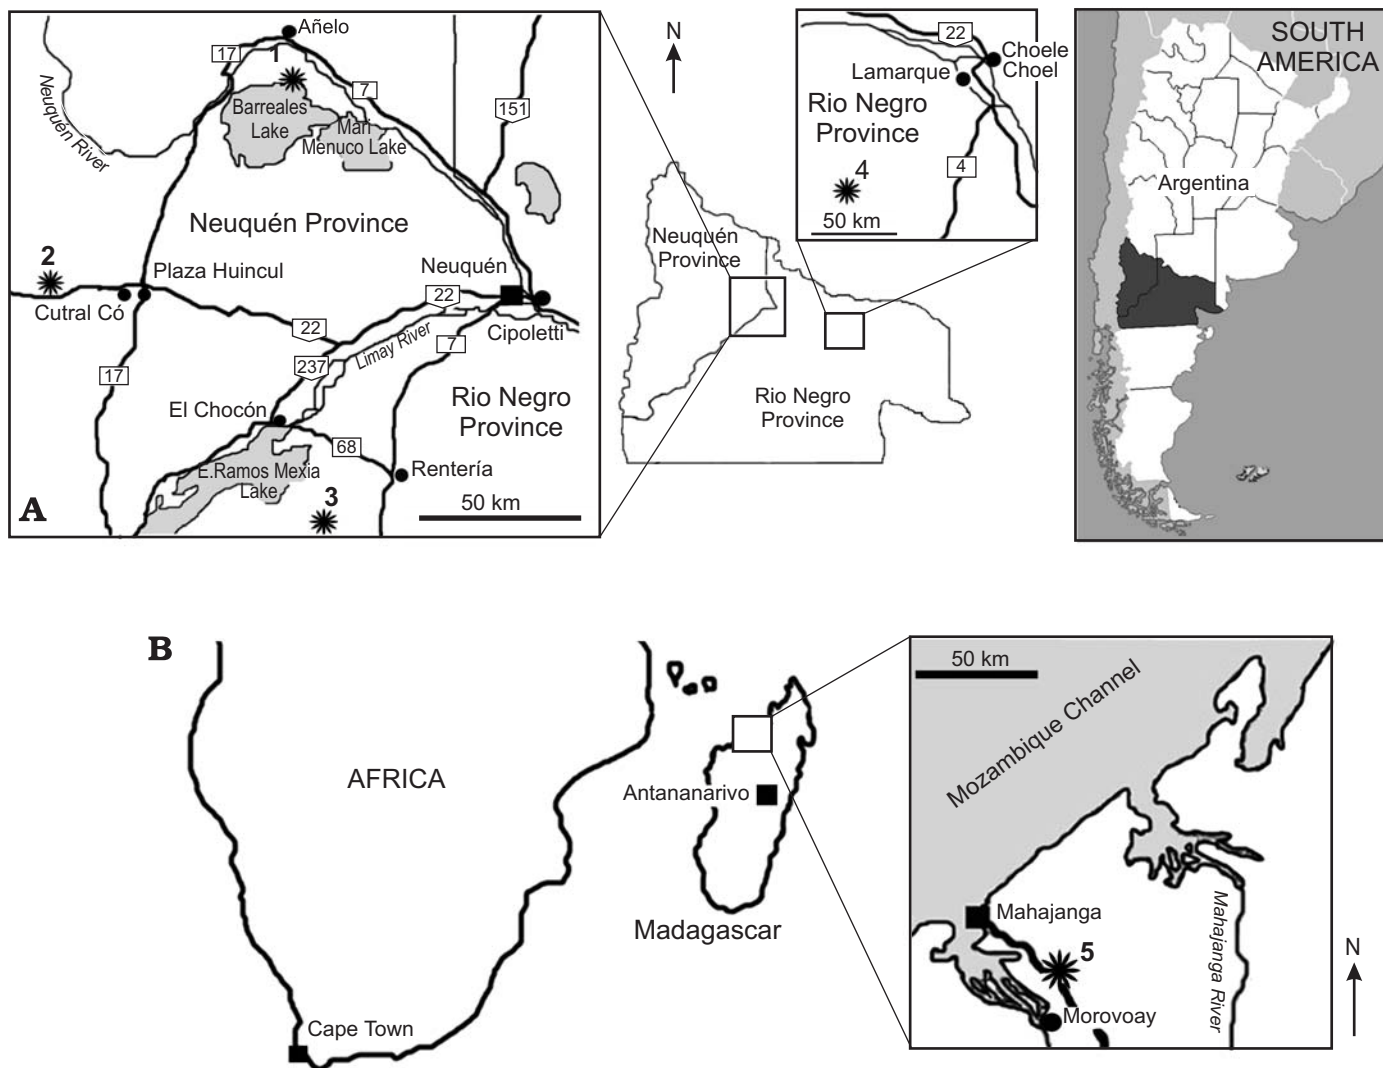 Añelo
17
1
7
Neuquén River
Barreales
Lake
Mari
Menuco Lake
151
Neuquén Province
2
Plaza Huincul
Neuquén
Cutral Có
22
22
Cipoletti
Limay River
7
237
17
El Chocón
Rio Negro
Province
68
E.Ramos Mexia
Lake
Rentería
3
50 km
A
N
Neuquén
Province
Rio Negro
Province
22
Choele
Choel
Lamarque
Rio Negro
Province
4
4
50 km
SOUTH
AMERICA
Argentina
B
AFRICA
Antananarivo
Madagascar
Cape Town
50 km
Mozambique Channel
Mahajanga
5
Mahajanga River
Morovoay
N